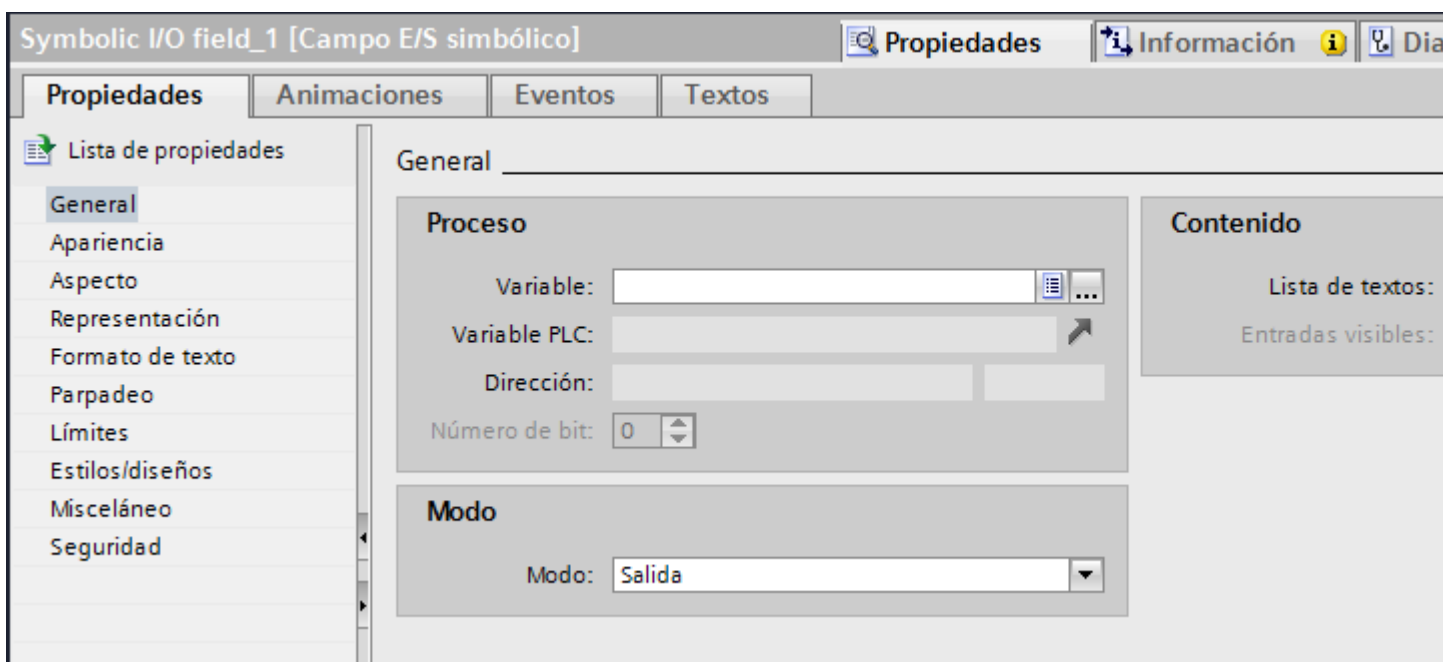 Symbolic I/O field_1 [Campo E/S simbólico]
Propiedades
Información
Dia
Propiedades
Animaciones
Eventos
Textos
Lista de propiedades
General
Apariencia
Aspecto
Representación
Formato de texto
Parpadeo
Límites
Estilos/diseños
Misceláneo
Seguridad
General
Proceso
Variable:
...
Variable PLC:
Dirección:
Número de bit: 0
Modo
Modo: Salida
Contenido
Lista de textos:
Entradas visibles: